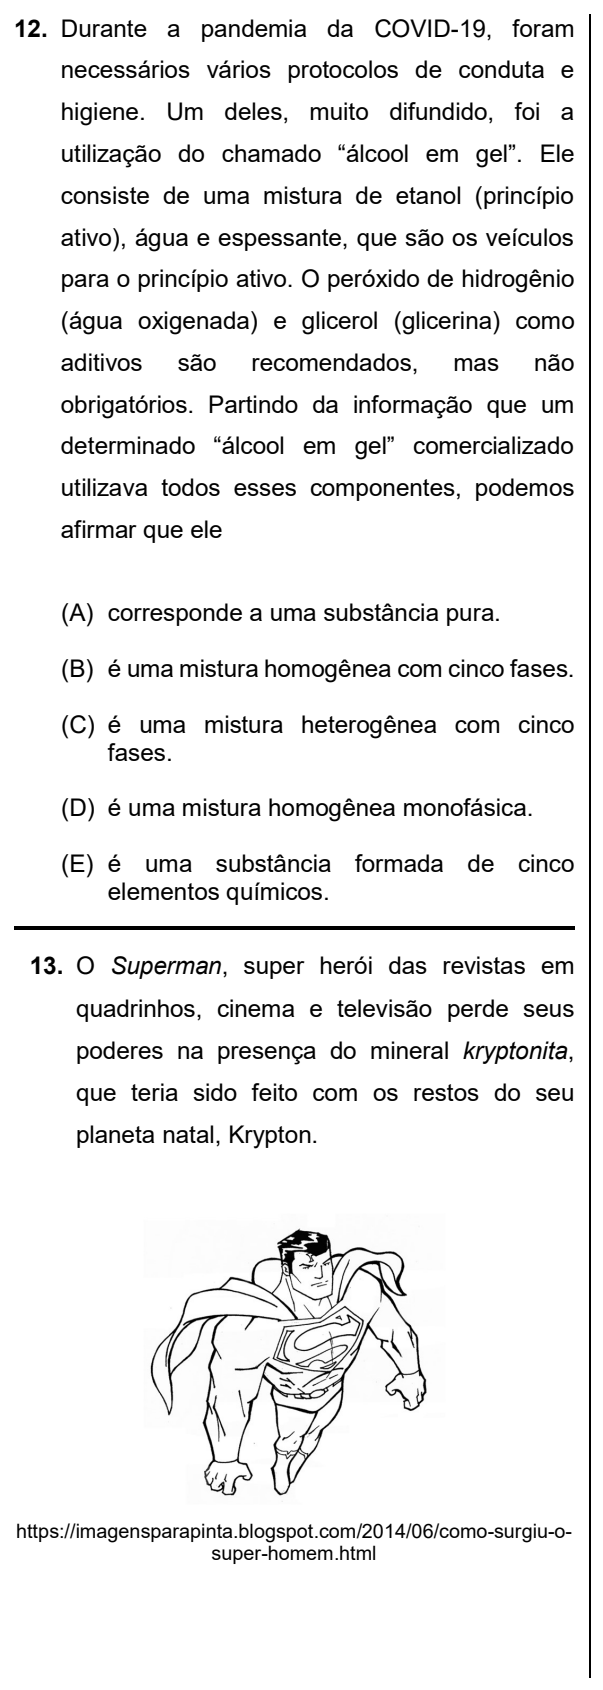 12. Durante a pandemia da COVID-19, foram
necessários vários protocolos de conduta e
higiene. Um deles, muito difundido, foi a
utilização do chamado “álcool em gel”. Ele
consiste de uma mistura de etanol (princípio
ativo), água e espessante, que são os veículos
para o princípio ativo. O peróxido de hidrogênio
(água oxigenada) e glicerol (glicerina) como
aditivos são recomendados, mas não
obrigatórios. Partindo da informação que um
determinado “álcool em gel” comercializado
utilizava todos esses componentes, podemos
afirmar que ele
(A) corresponde a uma substância pura.
(B) é uma mistura homogênea com cinco fases.
(C) é uma mistura heterogênea com cinco
fases.
(D) é uma mistura homogênea monofásica.
(E) é uma substância formada de cinco
elementos químicos.
13. O Superman, super herói das revistas em
quadrinhos, cinema e televisão perde seus
poderes na presença do mineral kryptonita,
que teria sido feito com os restos do seu
planeta natal, Krypton.
S
https://imagensparapinta.blogspot.com/2014/06/como-surgiu-o-
super-homem.html